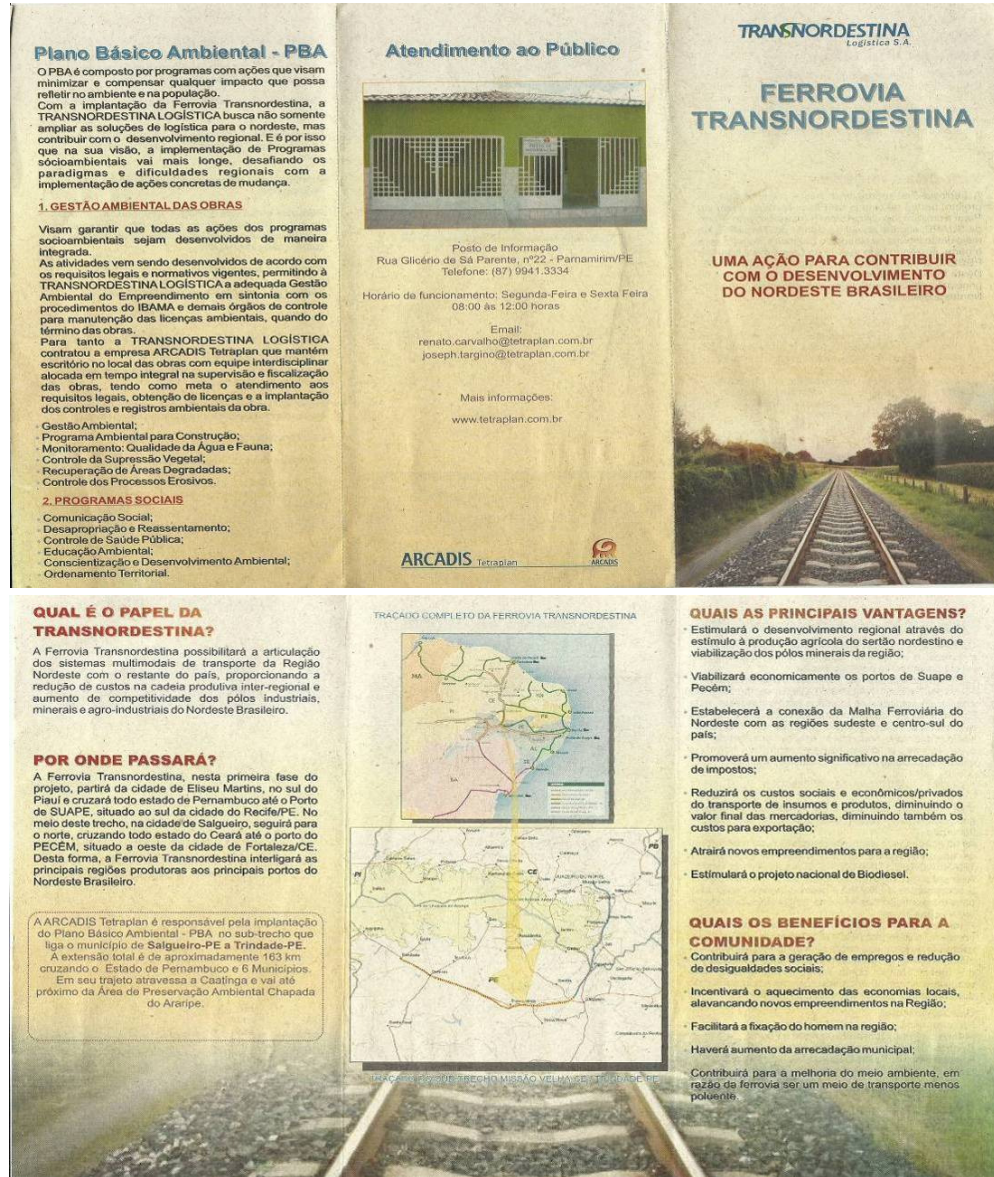 Plano Básico Ambiental - PBA
O PBA é composto por programas com ações que visam
minimizar e compensar qualquer impacto que possa
refletir no ambiente e na população.
Com a implantação da Ferrovia Transnordestina, a
TRANSNORDESTINA LOGÍSTICA busca não somente
ampliar as soluções de logística para o nordeste, mas
contribuir com o desenvolvimento regional. E é por isso
que na sua visão, a implementação de Programas
sócioambientais vai mais longe, desafiando os
paradigmas e dificuldades regionais com a
implementação de ações concretas de mudança.
1. GESTÃO AMBIENTAL DAS OBRAS
Visam garantir que todas as ações dos programas
socioambientais sejam desenvolvidos de maneira
integrada.
As atividades vem sendo desenvolvidos de acordo com
os requisitos legais e normativos vigentes, permitindo à
TRANSNORDESTINA LOGÍSTICA a adequada Gestão
Ambiental do Empreendimento em sintonia com os
procedimentos do IBAMA e demais órgãos de controle
para manutenção das licenças ambientais, quando do
término das obras.
Para tanto a TRANSNORDESTINA LOGÍSTICA
contratou a empresa ARCADIS Tetraplan que mantém
escritório no local das obras com equipe interdisciplinar
alocada em tempo integral na supervisão e fiscalização
das obras, tendo como meta o atendimento aos
requisitos legais, obtenção de licenças e a implantação
dos controles e registros ambientais da obra.
- Gestão Ambiental;
- Programa Ambiental para Construção;
- Monitoramento: Qualidade da Água e Fauna;
- Controle da Supressão Vegetal;
- Recuperação de Áreas Degradadas;
- Controle dos Processos Erosivos.
2. PROGRAMAS SOCIAIS
- Comunicação Social;
- Desapropriação e Reassentamento;
- Controle de Saúde Pública;
- Educação Ambiental;
- Conscientização e Desenvolvimento Ambiental;
- Ordenamento Territorial.
Atendimento ao Público
Posto de Informação
Rua Glicério de Sá Parente, nº22 - Parnamirim/PE
Telefone: (87) 9941.3334
Horário de funcionamento: Segunda-Feira e Sexta Feira
08:00 às 12:00 horas
Email:
renato.carvalho@tetraplan.com.br
joseph.targino@tetraplan.com.br
Mais informações:
www.tetraplan.com.br
ARCADIS Tetraplan
ARCADIS
TRANSNORDESTINA
Logística S.A.
FERROVIA
TRANSNORDESTINA
UMA AÇÃO PARA CONTRIBUIR
COM O DESENVOLVIMENTO
DO NORDESTE BRASILEIRO
QUAL É O PAPEL DA
TRANSNORDESTINA?
A Ferrovia Transnordestina possibilitará a articulação
dos sistemas multimodais de transporte da Região
Nordeste com o restante do país, proporcionando a
redução de custos na cadeia produtiva inter-regional e
aumento de competitividade dos pólos industriais,
minerais e agro-industriais do Nordeste Brasileiro.
POR ONDE PASSARÁ?
A Ferrovia Transnordestina, nesta primeira fase do
projeto, partirá da cidade de Eliseu Martins, no sul do
Piauí e cruzará todo estado de Pernambuco até o Porto
de SUAPE, situado ao sul da cidade do Recife/PE. No
meio deste trecho, na cidade de Salgueiro, seguirá para
o norte, cruzando todo estado do Ceará até o porto do
PECÉM, situado a oeste da cidade de Fortaleza/CE.
Desta forma, a Ferrovia Transnordestina interligará as
principais regiões produtoras aos principais portos do
Nordeste Brasileiro.
A ARCADIS Tetraplan é responsável pela implantação
do Plano Básico Ambiental - PBA no sub-trecho que
liga o município de Salgueiro-PE a Trindade-PE.
A extensão total é de aproximadamente 163 km
cruzando o Estado de Pernambuco e 6 Municípios.
Em seu trajeto atravessa a Caatinga e vai até
próximo da Área de Preservação Ambiental Chapada
do Araripe.
TRAÇADO COMPLETO DA FERROVIA TRANSNORDESTINA
MA
CE
PI
PB
AL
SE
BA
PB
CE
PI
PE
TRAÇADO DO SUB-TRECHO MISSÃO VELHA-CE / TRINDADE-PE
QUAIS AS PRINCIPAIS VANTAGENS?
- Estimulará o desenvolvimento regional através do
estímulo à produção agrícola do sertão nordestino e
viabilização dos pólos minerais da região;
- Viabilizará economicamente os portos de Suape e
Pecém;
- Estabelecerá a conexão da Malha Ferroviária do
Nordeste com as regiões sudeste e centro-sul do
país;
- Promoverá um aumento significativo na arrecadação
de impostos;
- Reduzirá os custos sociais e econômicos/privados
do transporte de insumos e produtos, diminuindo o
valor final das mercadorias, diminuindo também os
custos para exportação;
- Atrairá novos empreendimentos para a região;
- Estimulará o projeto nacional de Biodiesel.
QUAIS OS BENEFÍCIOS PARA A
COMUNIDADE?
- Contribuirá para a geração de empregos e redução
de desigualdades sociais;
- Incentivará o aquecimento das economias locais,
alavancando novos empreendimentos na Região;
- Facilitará a fixação do homem na região;
- Haverá aumento da arrecadação municipal;
- Contribuirá para a melhoria do meio ambiente, em
razão da ferrovia ser um meio de transporte menos
poluente.